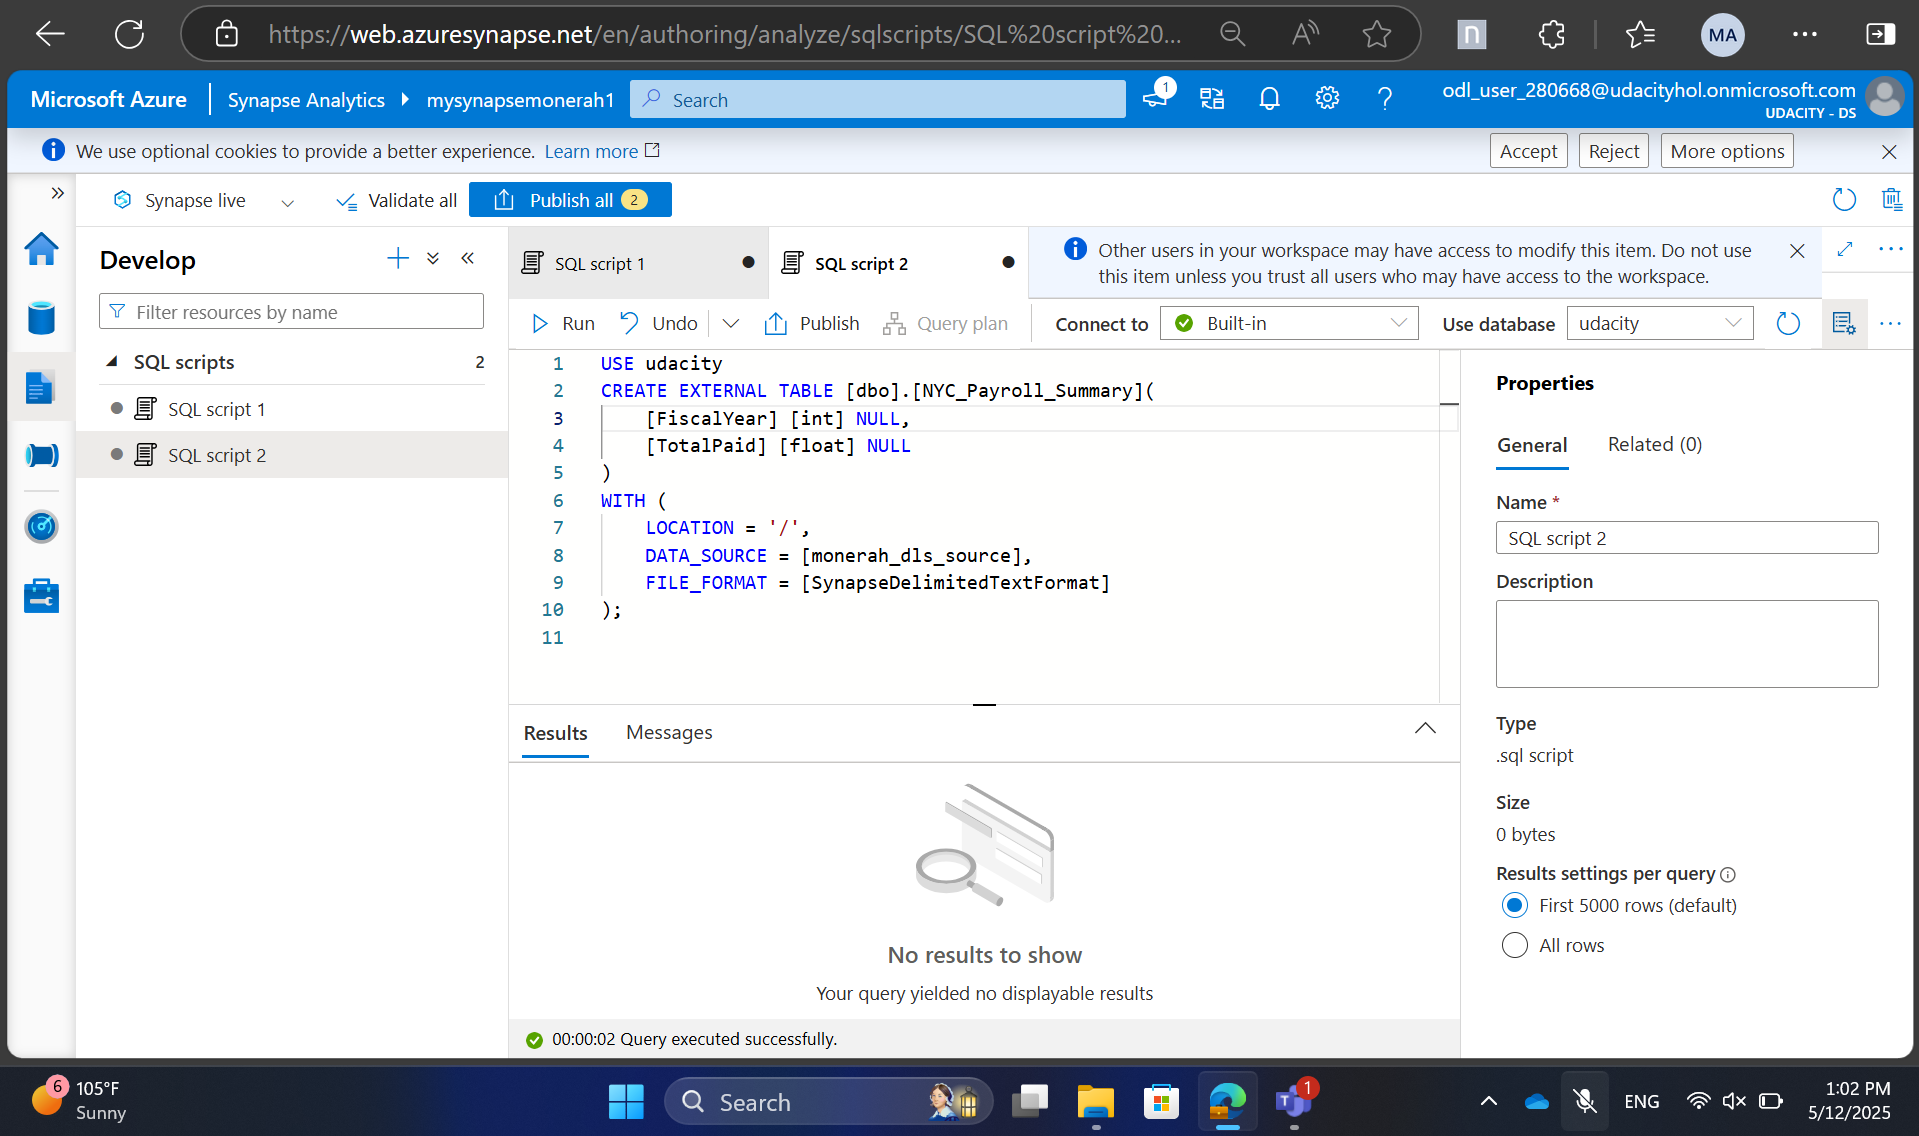 https://web.azuresynapse.net/en/authoring/analyze/sqlscripts/SQL%20script%20...
n
MA
Microsoft Azure
Synapse Analytics
mysynapsemonerah1
Search
1
odl_user_280668@udacityhol.onmicrosoft.com
UDACITY - DS
We use optional cookies to provide a better experience. Learn more
Accept
Reject
More options
Synapse live
Validate all
Publish all 2
Develop
Filter resources by name
SQL scripts 2
SQL script 1
SQL script 2
SQL script 1
SQL script 2
Other users in your workspace may have access to modify this item. Do not use
this item unless you trust all users who may have access to the workspace.
Run
Undo
Publish
Query plan
Connect to
Built-in
Use database
udacity
1 USE udacity
2 CREATE EXTERNAL TABLE [dbo].[NYC_Payroll_Summary](
3 [FiscalYear] [int] NULL,
4 [TotalPaid] [float] NULL
5 )
6 WITH (
7 LOCATION = '/',
8 DATA_SOURCE = [monerah_dls_source],
9 FILE_FORMAT = [SynapseDelimitedTextFormat]
10 );
11
Results
Messages
No results to show
Your query yielded no displayable results
00:00:02 Query executed successfully.
Properties
General
Related (0)
Name *
SQL script 2
Description
Type
.sql script
Size
0 bytes
Results settings per query
First 5000 rows (default)
All rows
6
105°F
Sunny
Search
T
1
ENG
1:02 PM
5/12/2025